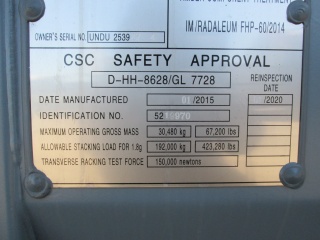 IM/RADALEUM FHP-60/2014
OWNER'S SERIAL NO. UNDU 2539
CSC SAFETY APPROVAL
D-HH-8628/GL 7728
REINSPECTION DATE
DATE MANUFACTURED /2015 /2020
IDENTIFICATION NO.
MAXIMUM OPERATING GROSS MASS 30,480 kg 67,200 lbs
ALLOWABLE STACKING LOAD FOR 1.8g 192,000 kg 423,280 lbs
TRANSVERSE RACKING TEST FORCE 150,000 newtons